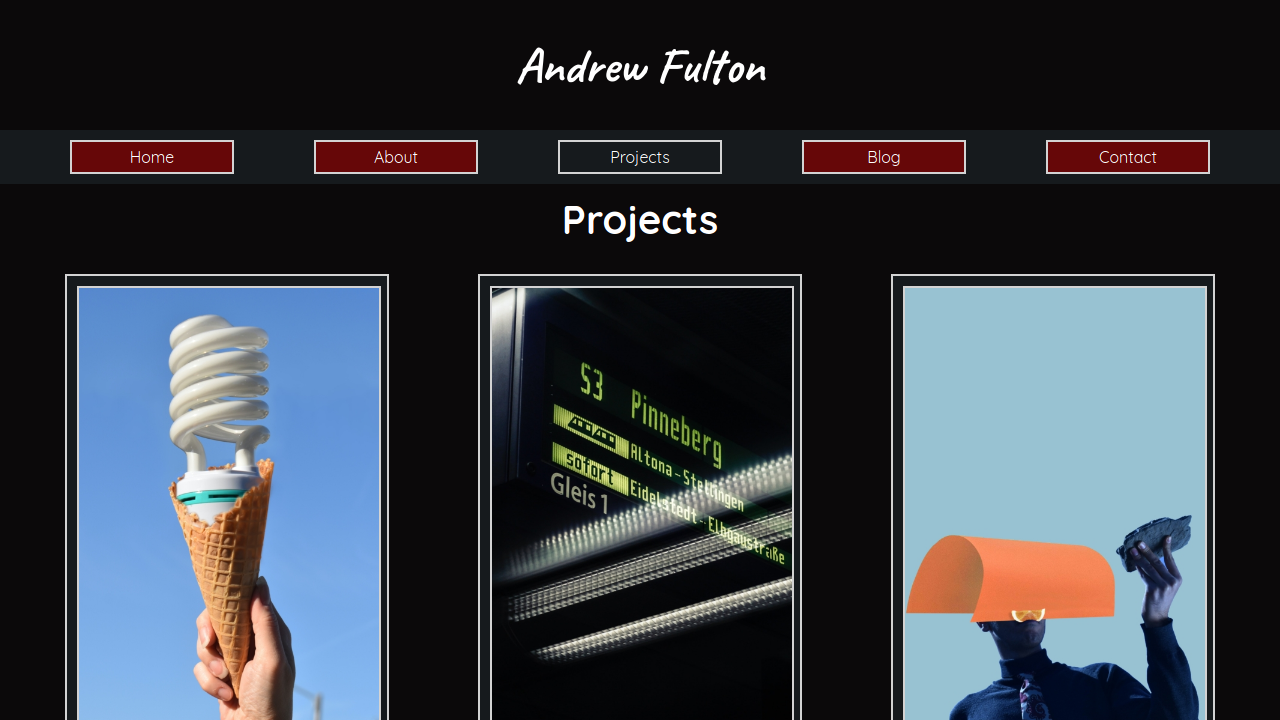 Andrew Fulton
Home
About
Projects
Blog
Contact
Projects
S3 Pinneberg
Altona-Stellingen
sofort Eidelstedt- Elbgaustraße
Gleis 1